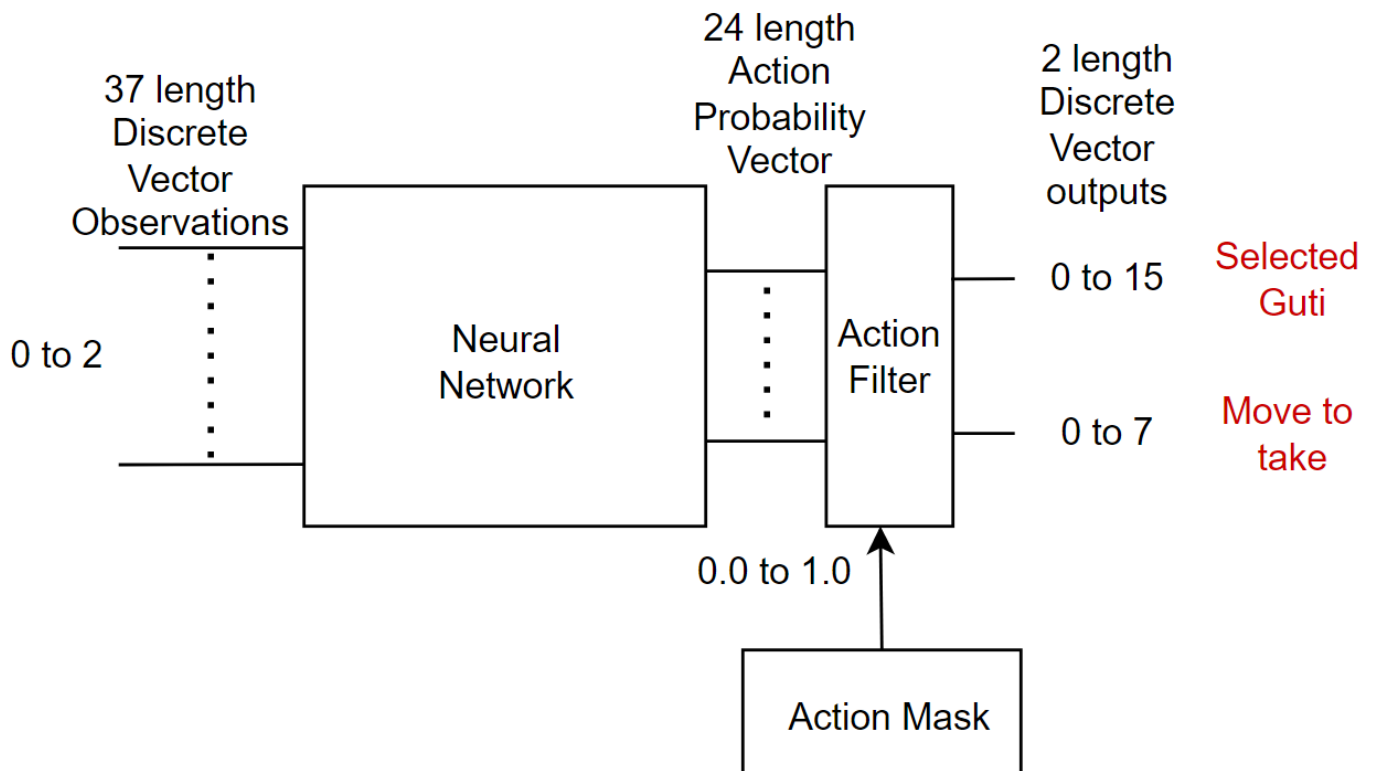 37 length
Discrete
Vector
Observations
0 to 2
Neural
Network
24 length
Action
Probability
Vector
0.0 to 1.0
Action
Filter
Action Mask
2 length
Discrete
Vector
outputs
0 to 15
Selected
Guti
0 to 7
Move to
take